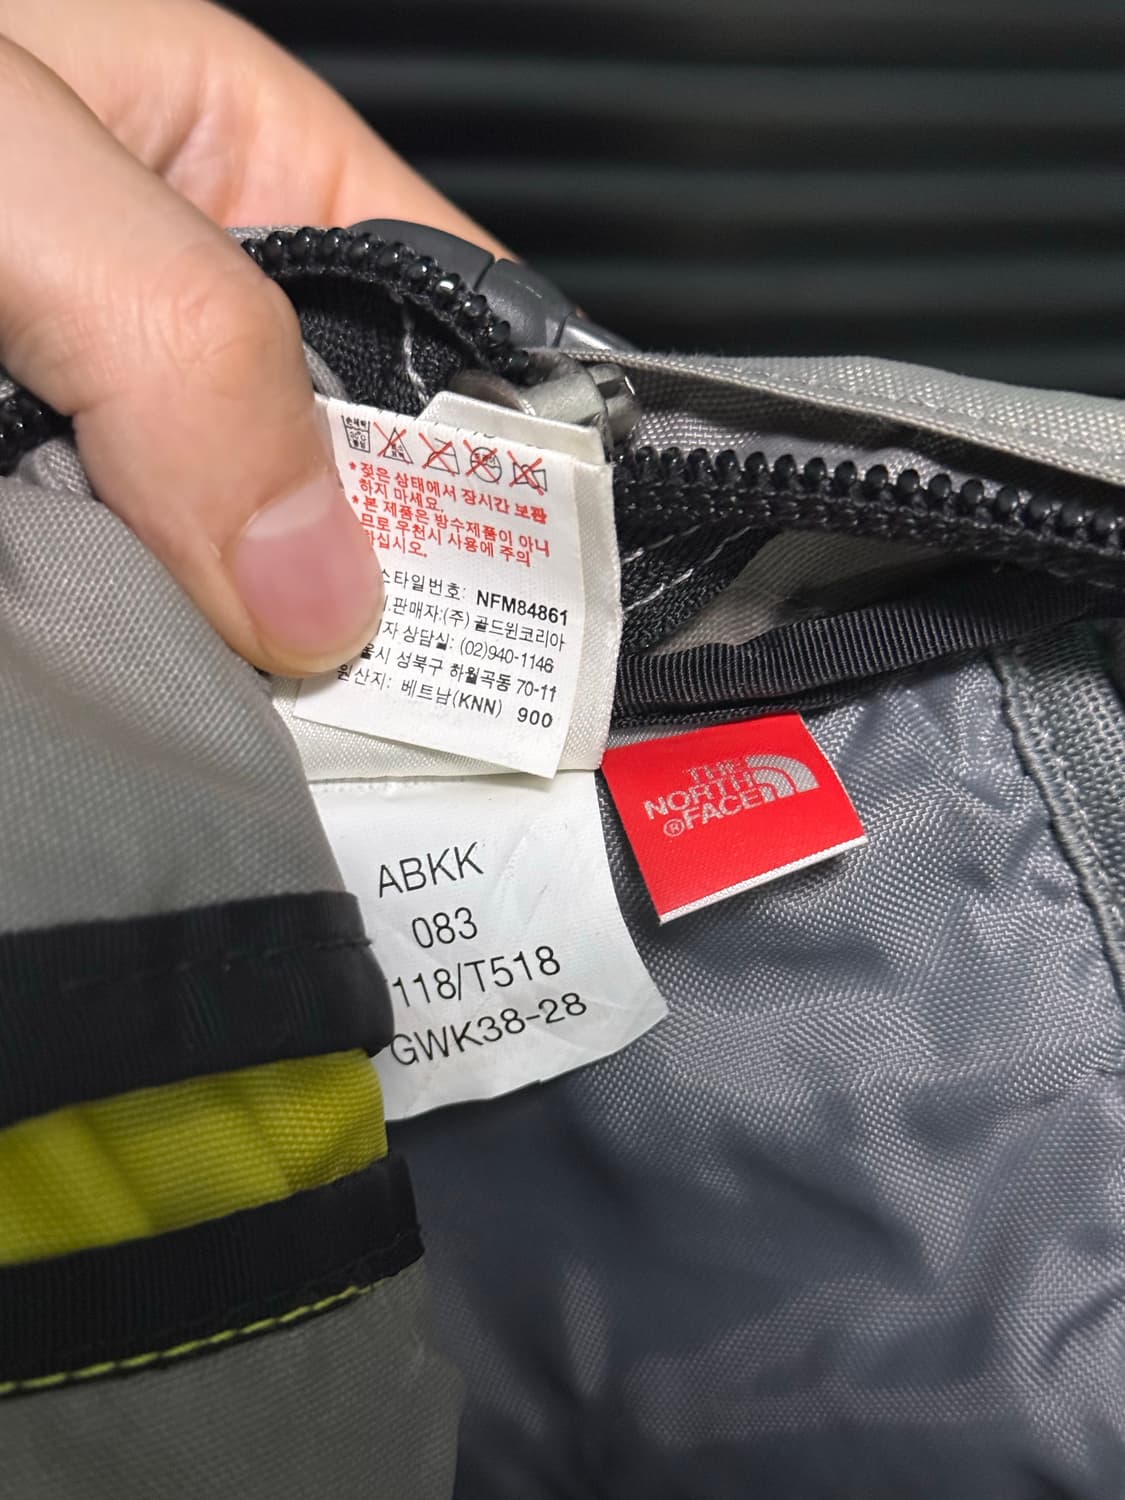 손세탁
* 젖은 상태에서 장시간 보관
하지 마세요.
* 본 제품은 방수제품이 아니
므로 우천시 사용에 주의
하십시오.
스타일번호: NFM84861
판매자:(주)골드윈코리아
자 상담실: (02)940-1146
울시 성북구 하월곡동 70-11
원산지: 베트남(KNN) 900
THE
NORTH
®FACE
ABKK
083
118/T518
GWK38-28